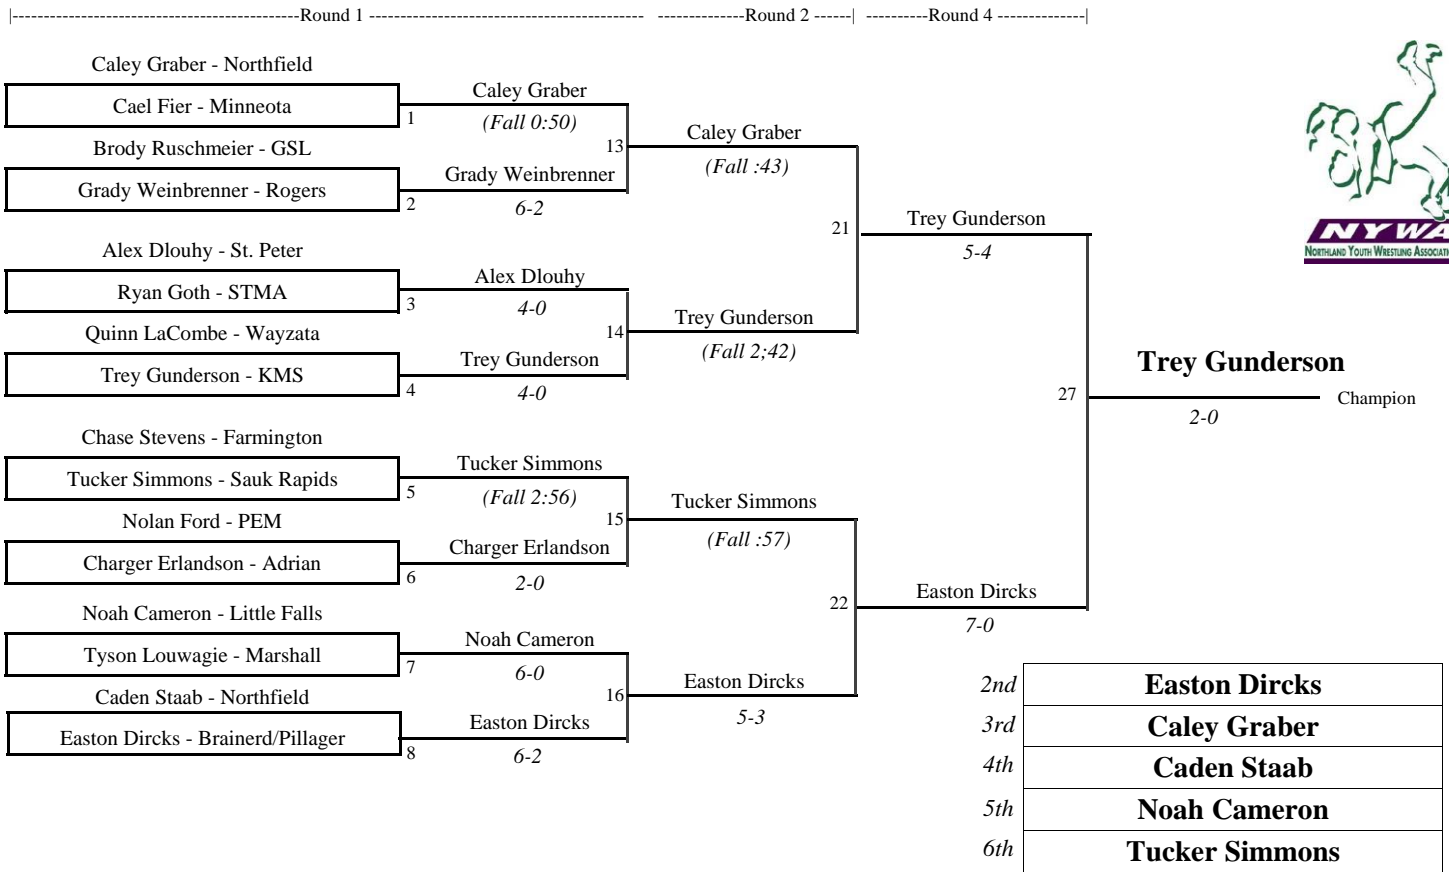 |----------------------------------------Round 1 ---------------------------------------- --------------Round 2 ------| ----------Round 4 --------------|
Caley Graber - Northfield
Cael Fier - Minneota
1
Caley Graber
(Fall 0:50)
Brody Ruschmeier - GSL
Grady Weinbrenner - Rogers
2
Grady Weinbrenner
6-2
13
Caley Graber
(Fall :43)
Alex Dlouhy - St. Peter
Ryan Goth - STMA
3
Alex Dlouhy
4-0
Quinn LaCombe - Wayzata
Trey Gunderson - KMS
4
Trey Gunderson
4-0
14
Trey Gunderson
(Fall 2;42)
21
Trey Gunderson
5-4
Chase Stevens - Farmington
Tucker Simmons - Sauk Rapids
5
Tucker Simmons
(Fall 2:56)
Nolan Ford - PEM
Charger Erlandson - Adrian
6
Charger Erlandson
2-0
15
Tucker Simmons
(Fall :57)
Noah Cameron - Little Falls
Tyson Louwagie - Marshall
7
Noah Cameron
6-0
Caden Staab - Northfield
Easton Dircks - Brainerd/Pillager
8
Easton Dircks
6-2
16
Easton Dircks
5-3
22
Easton Dircks
7-0
27
Trey Gunderson
Champion
2-0
NYWA
NORTHLAND YOUTH WRESTLING
2nd Easton Dircks
3rd Caley Graber
4th Caden Staab
5th Noah Cameron
6th Tucker Simmons